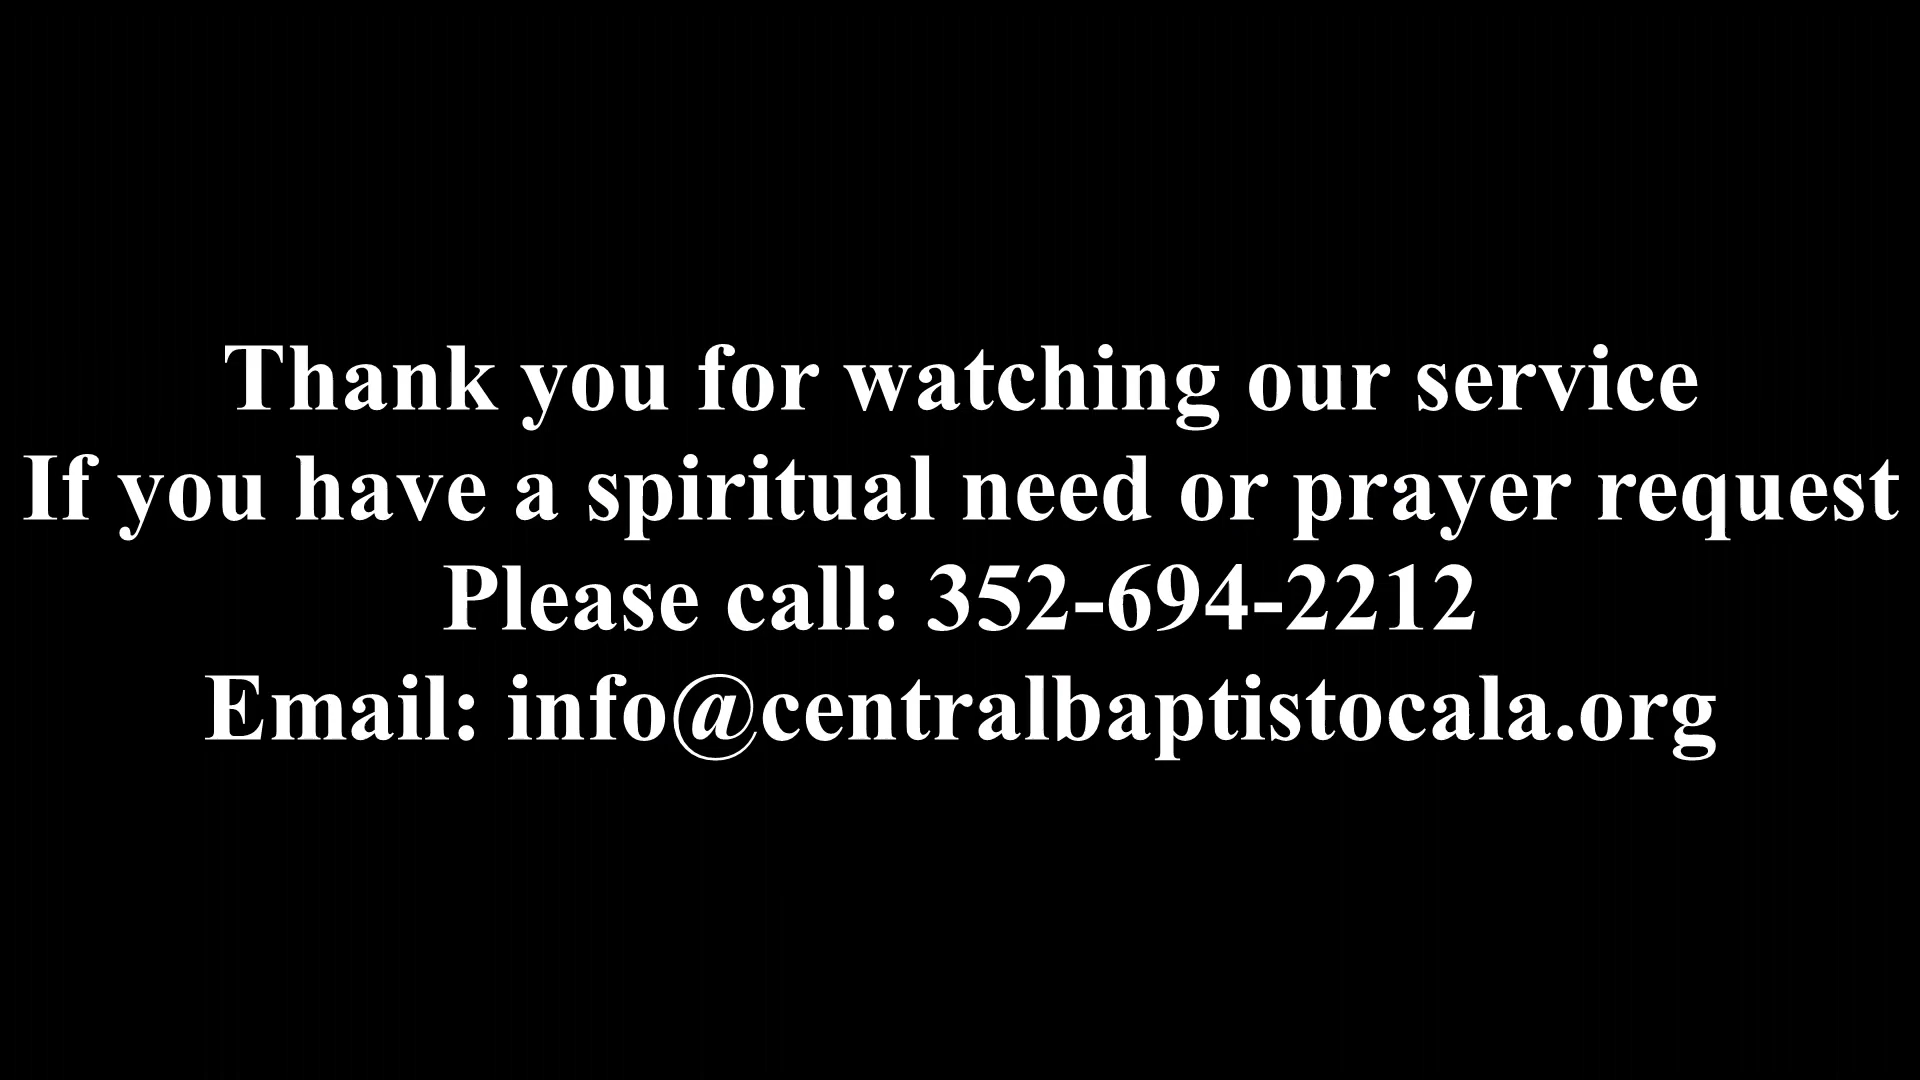 Thank you for watching our service
If you have a spiritual need or prayer request
Please call: 352-694-2212
Email: info@centralbaptistocala.org